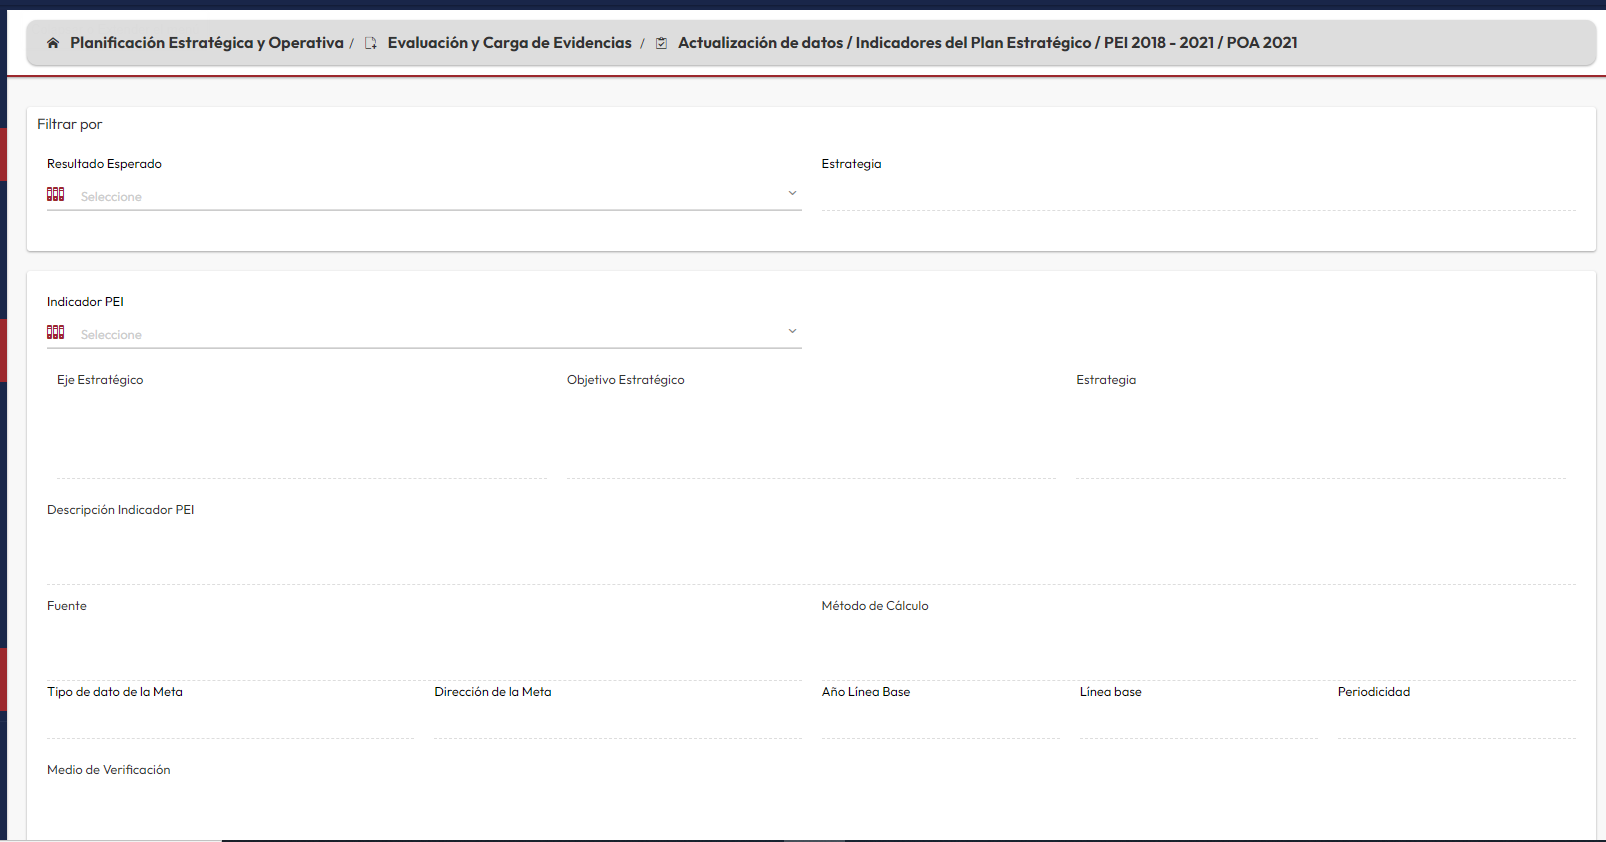 Planificación Estratégica y Operativa / Evaluación y Carga de Evidencias / Actualización de datos / Indicadores del Plan Estratégico / PEI 2018 - 2021 / POA 2021
Filtrar por
Resultado Esperado Estrategia
Seleccione
Indicador PEI
Seleccione
Eje Estratégico Objetivo Estratégico Estrategia
Descripción Indicador PEI
Fuente Método de Cálculo
Tipo de dato de la Meta Dirección de la Meta Año Línea Base Línea base Periodicidad
Medio de Verificación